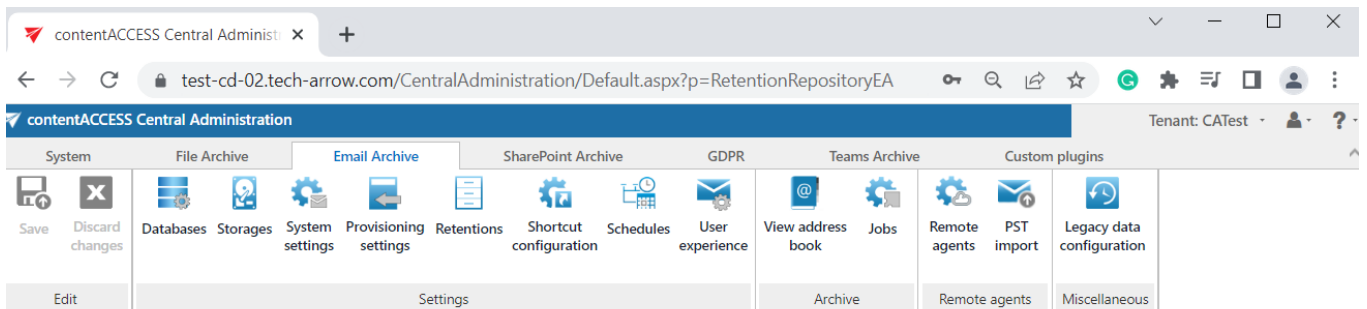 contentACCESS Central Administ
test-cd-02.tech-arrow.com/CentralAdministration/Default.aspx?p=RetentionRepositoryEA
contentACCESS Central Administration
Tenant: CATest
?
System
File Archive
Email Archive
SharePoint Archive
GDPR
Teams Archive
Custom plugins
Save
Discard
changes
Databases
Storages
System
settings
Provisioning
settings
Retentions
Shortcut
configuration
Schedules
User
experience
@
View address
book
Jobs
Remote
agents
PST
import
Legacy data
configuration
Edit
Settings
Archive
Remote agents
Miscellaneous